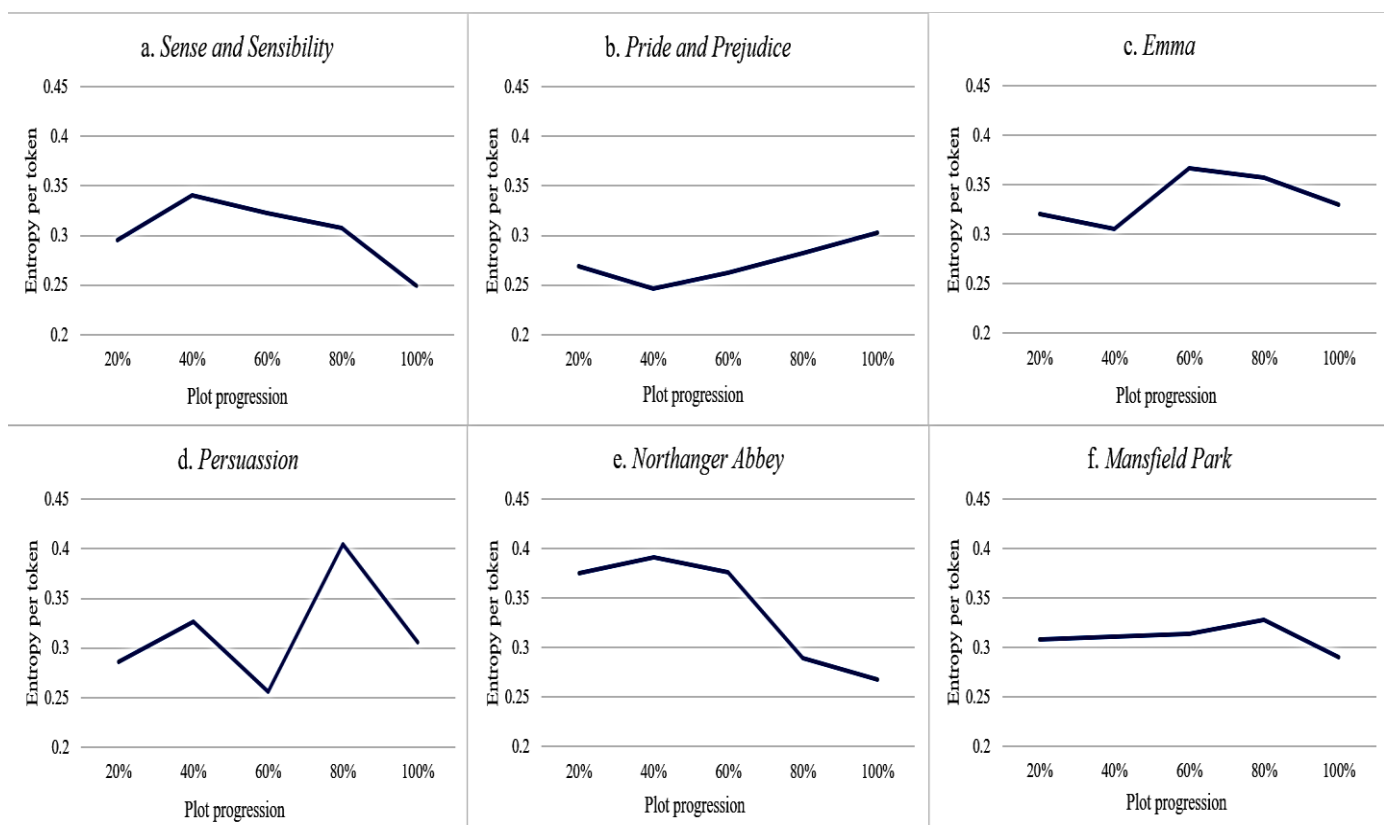 a. Sense and Sensibility
0.45
0.4
0.35
0.3
0.25
0.2
Entropy per token
20% 40% 60% 80% 100%
Plot progression
b. Pride and Prejudice
0.45
0.4
0.35
0.3
0.25
0.2
Entropy per token
20% 40% 60% 80% 100%
Plot progression
c. Emma
0.45
0.4
0.35
0.3
0.25
0.2
Entropy per token
20% 40% 60% 80% 100%
Plot progression
d. Persuassion
0.45
0.4
0.35
0.3
0.25
0.2
Entropy per token
20% 40% 60% 80% 100%
Plot progression
e. Northanger Abbey
0.45
0.4
0.35
0.3
0.25
0.2
Entropy per token
20% 40% 60% 80% 100%
Plot progression
f. Mansfield Park
0.45
0.4
0.35
0.3
0.25
0.2
Entropy per token
20% 40% 60% 80% 100%
Plot progression